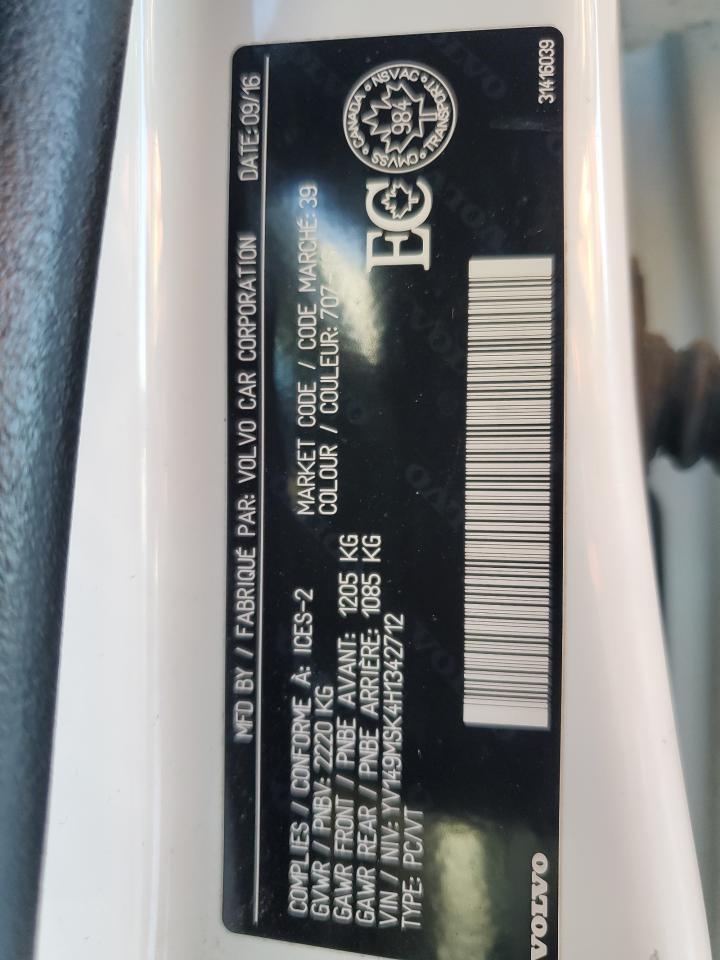 MFD BY / FABRIQUÉ PAR: VOLVO CAR CORPORATION DATE: 09/16
COMPLIES / CONFORME À: ICES-2
GVWR / PNBV: 2220 KG
GAWR FRONT / PNBE AVANT: 1205 KG
GAWR REAR / PNBE ARRIÈRE: 1085 KG
VIN / NIV: YV149MSK4H1342712
TYPE: PC/VT
MARKET CODE / CODE MARCHÉ: 39
COLOUR / COULEUR: 707-
CANADA • NSVAC • TRANSPORT • CMVSS •
984
EC
VOLVO
31416039